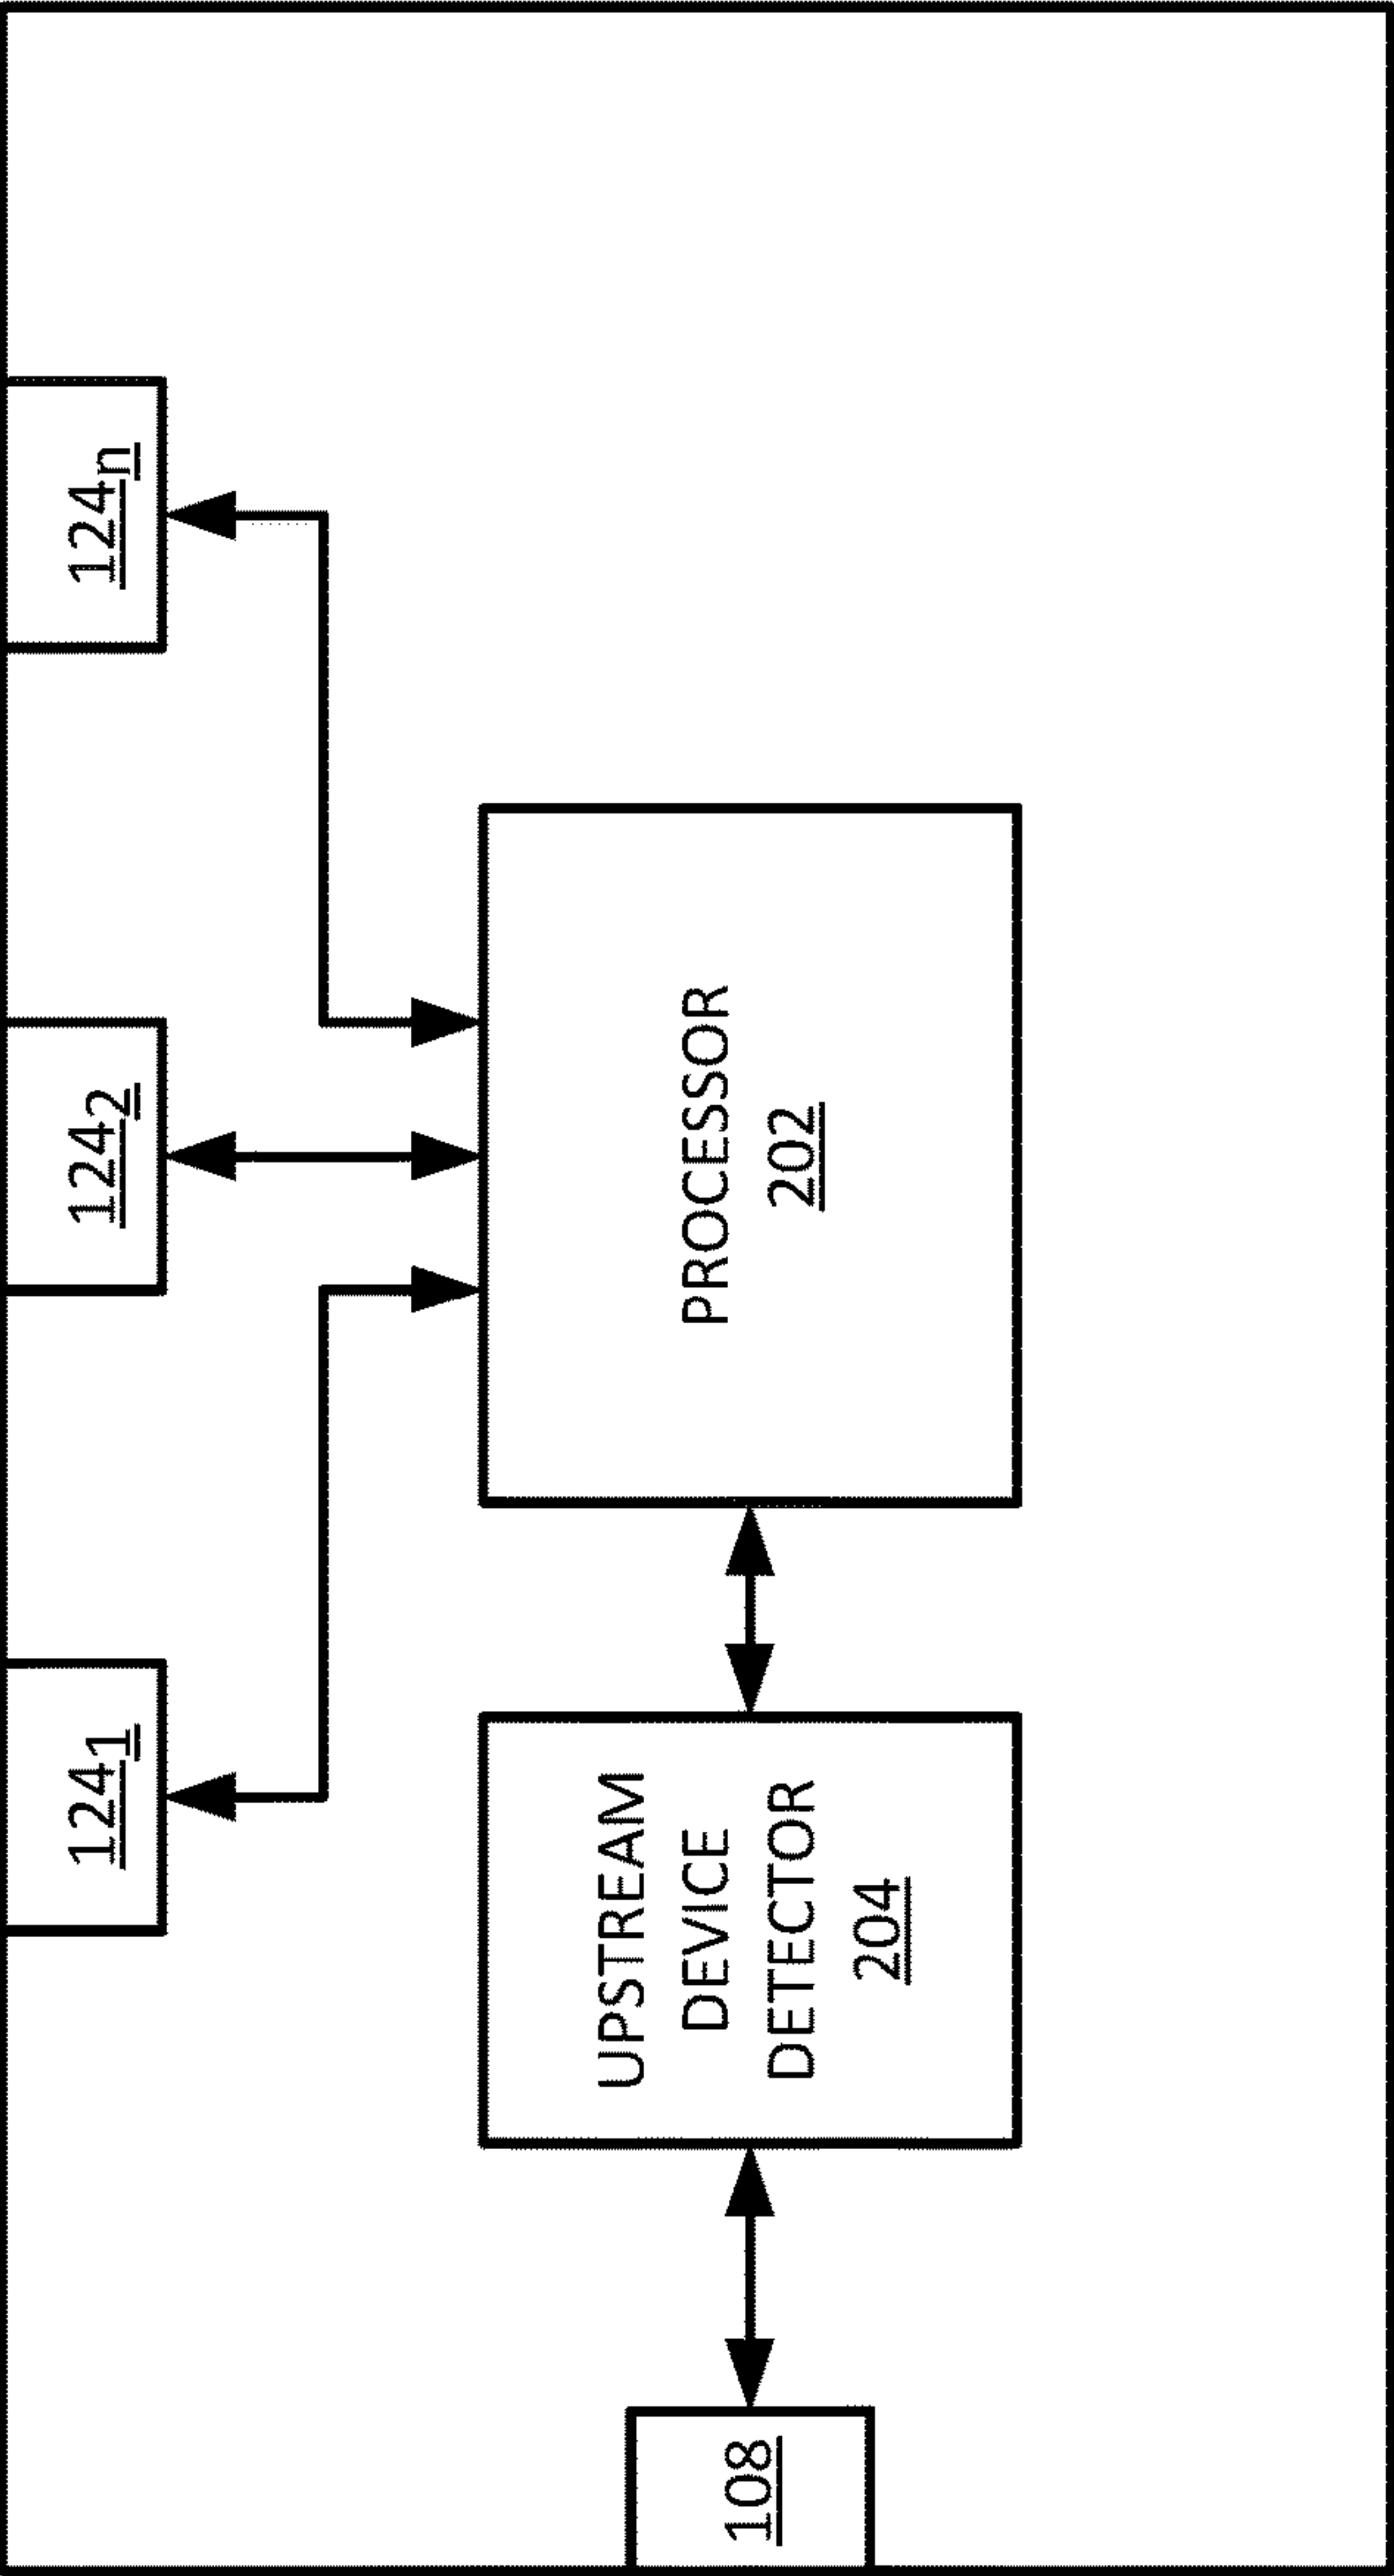 124₁
124₂
124ₙ
108
UPSTREAM
DEVICE
DETECTOR
204
PROCESSOR
202